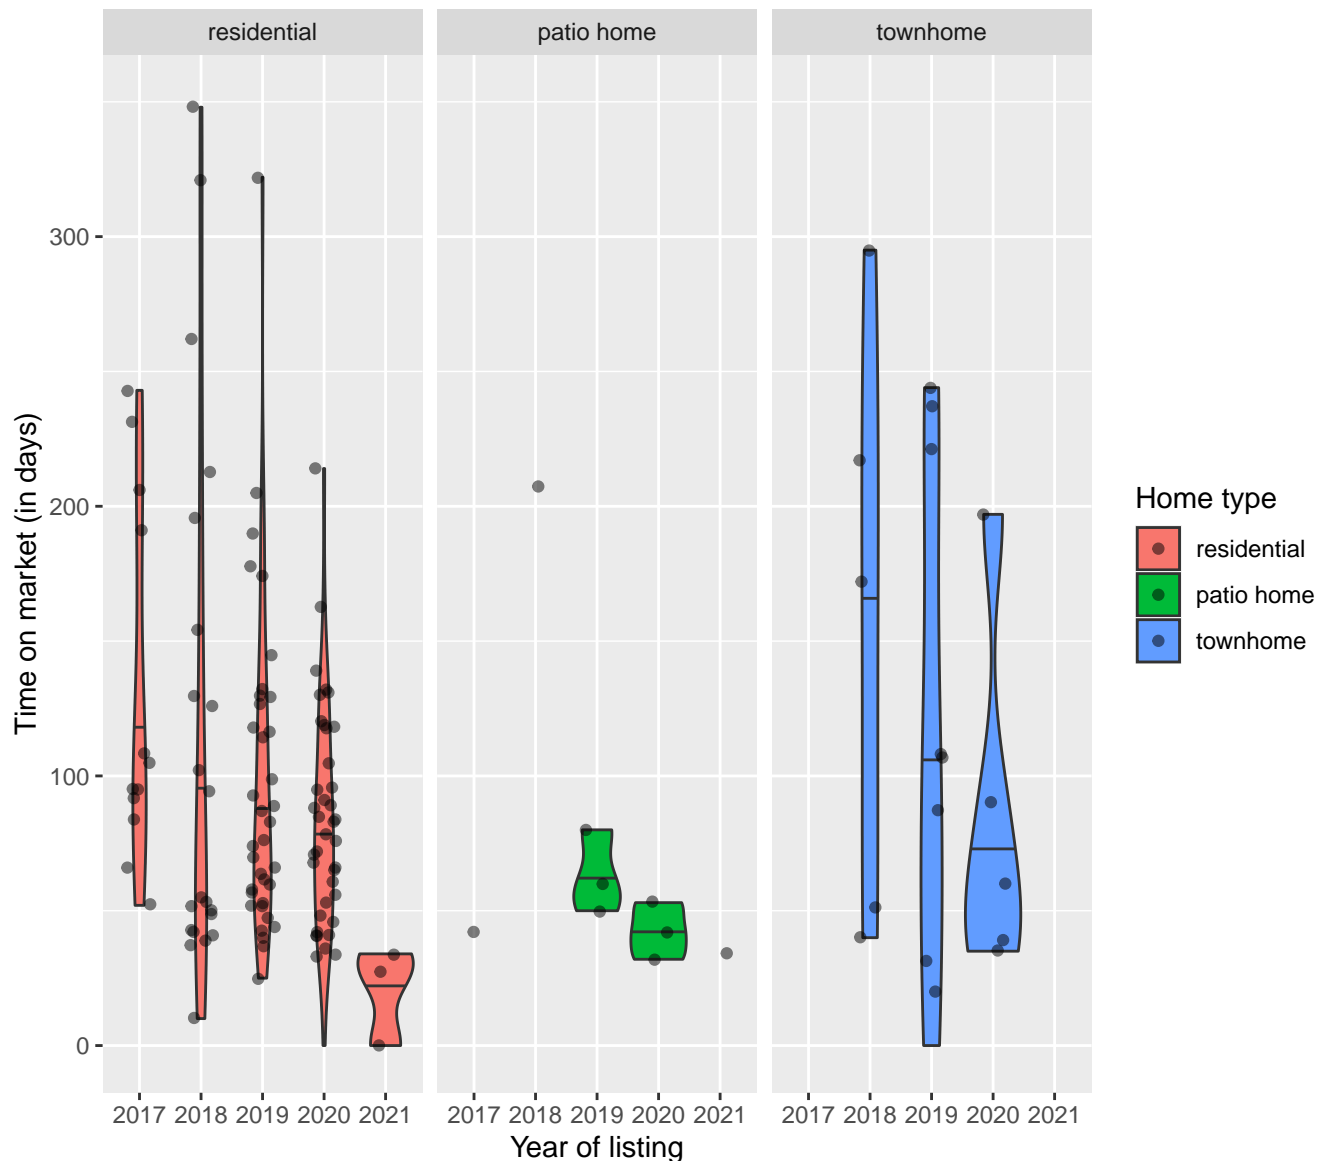 residential
patio home
townhome
Time on market (in days)
300
200
100
0
2017 2018 2019 2020 2021
2017 2018 2019 2020 2021
2017 2018 2019 2020 2021
Year of listing
Home type
residential
patio home
townhome